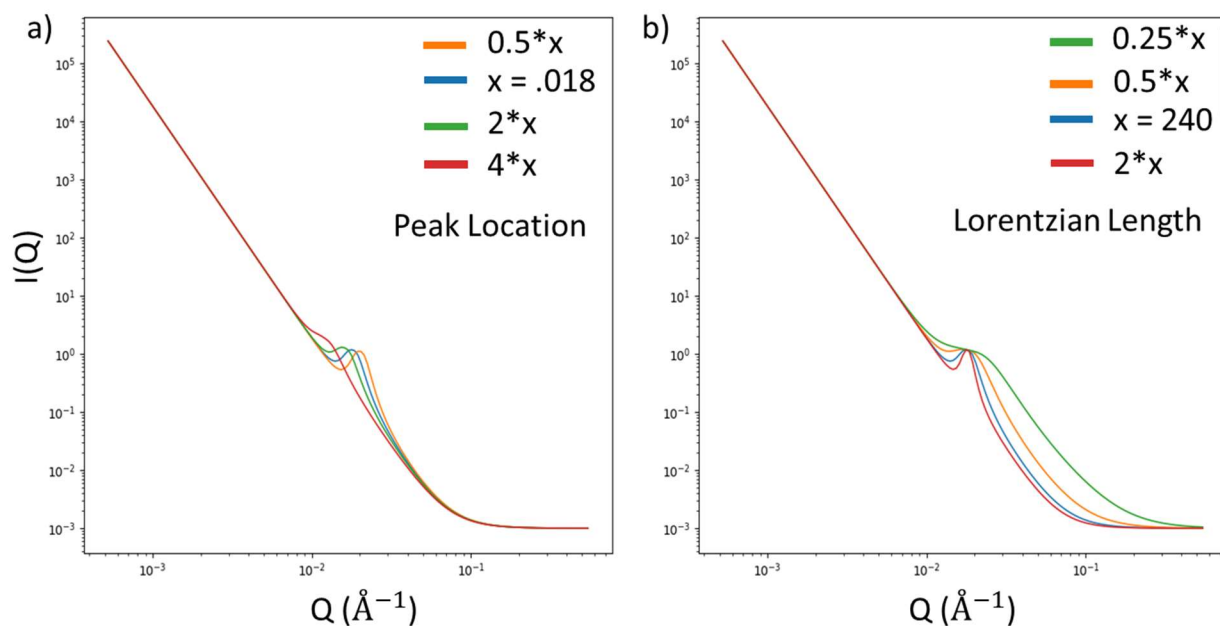 a)
0.5*x
x = .018
2*x
4*x
Peak Location
I(Q)
10⁵
10⁴
10³
10²
10¹
10⁰
10⁻¹
10⁻²
10⁻³
10⁻³
10⁻²
10⁻¹
Q (Å⁻¹)
b)
0.25*x
0.5*x
x = 240
2*x
Lorentzian Length
10⁵
10⁴
10³
10²
10¹
10⁰
10⁻¹
10⁻²
10⁻³
10⁻³
10⁻²
10⁻¹
Q (Å⁻¹)